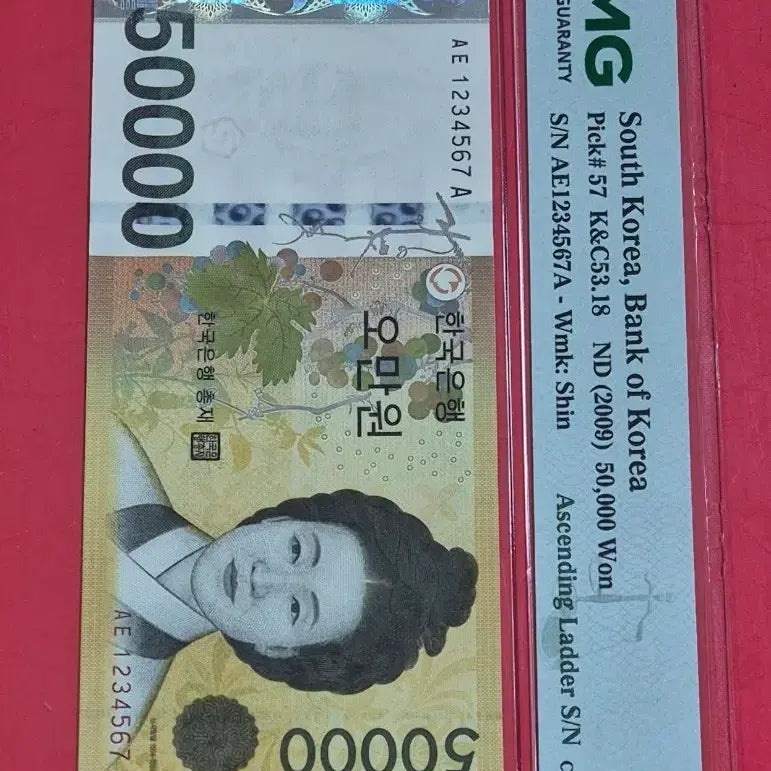 MG
GUARANTY
South Korea, Bank of Korea
Pick# 57 K&C53.18 ND (2009) 50,000 Won
S/N AE1234567A - Wmk: Shin
Ascending Ladder S/N
AE 1234567 A
한국은행
오만원
한국은행 총재
50000
AE 1234567
50000